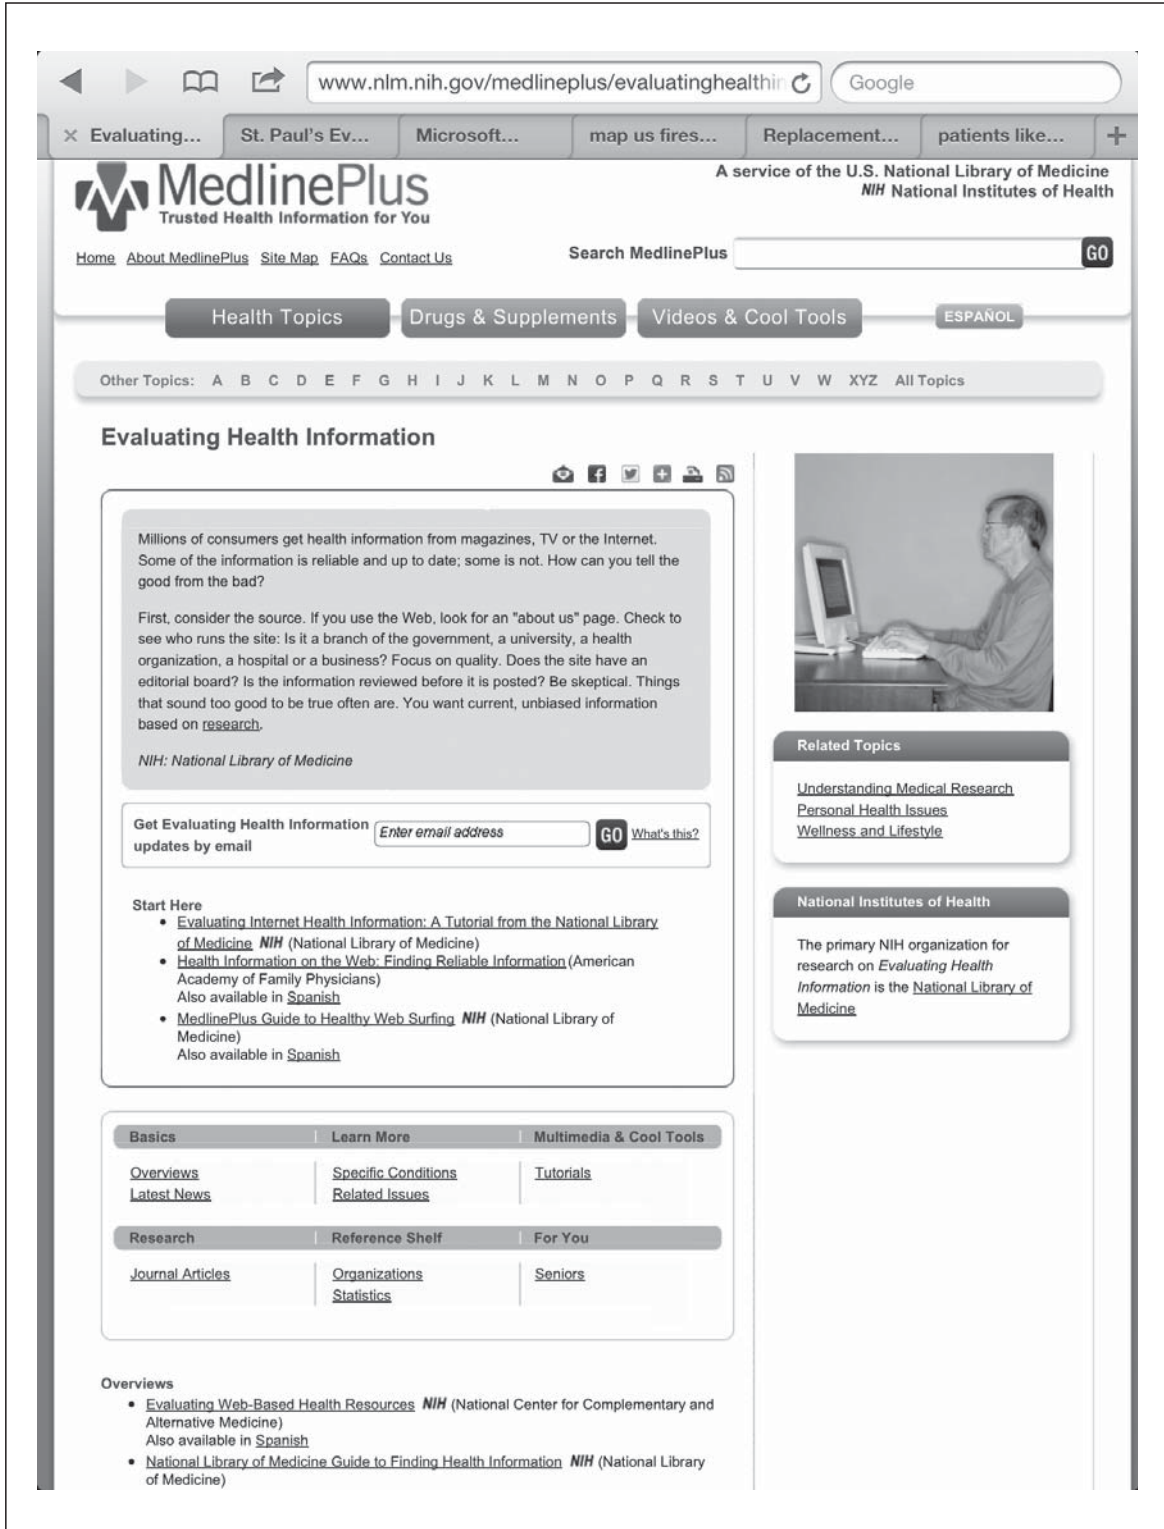 www.nlm.nih.gov/medlineplus/evaluatinghealthin
Google
Evaluating...
St. Paul's Ev...
Microsoft...
map us fires...
Replacement...
patients like...
MedlinePlus
Trusted Health Information for You
A service of the U.S. National Library of Medicine
NIH National Institutes of Health
Home About MedlinePlus Site Map FAQs Contact Us
Search MedlinePlus
GO
Health Topics
Drugs & Supplements
Videos & Cool Tools
ESPAÑOL
Other Topics: A B C D E F G H I J K L M N O P Q R S T U V W XYZ All Topics
Evaluating Health Information
Millions of consumers get health information from magazines, TV or the Internet.
Some of the information is reliable and up to date; some is not. How can you tell the
good from the bad?
First, consider the source. If you use the Web, look for an "about us" page. Check to
see who runs the site: Is it a branch of the government, a university, a health
organization, a hospital or a business? Focus on quality. Does the site have an
editorial board? Is the information reviewed before it is posted? Be skeptical. Things
that sound too good to be true often are. You want current, unbiased information
based on research.
NIH: National Library of Medicine
Get Evaluating Health Information
updates by email
Enter email address
GO
What's this?
Start Here
• Evaluating Internet Health Information: A Tutorial from the National Library
of Medicine NIH (National Library of Medicine)
• Health Information on the Web: Finding Reliable Information (American
Academy of Family Physicians)
Also available in Spanish
• MedlinePlus Guide to Healthy Web Surfing NIH (National Library of
Medicine)
Also available in Spanish
Related Topics
Understanding Medical Research
Personal Health Issues
Wellness and Lifestyle
National Institutes of Health
The primary NIH organization for
research on Evaluating Health
Information is the National Library of
Medicine
Basics
Learn More
Multimedia & Cool Tools
Overviews
Latest News
Specific Conditions
Related Issues
Tutorials
Research
Reference Shelf
For You
Journal Articles
Organizations
Statistics
Seniors
Overviews
• Evaluating Web-Based Health Resources NIH (National Center for Complementary and
Alternative Medicine)
Also available in Spanish
• National Library of Medicine Guide to Finding Health Information NIH (National Library
of Medicine)